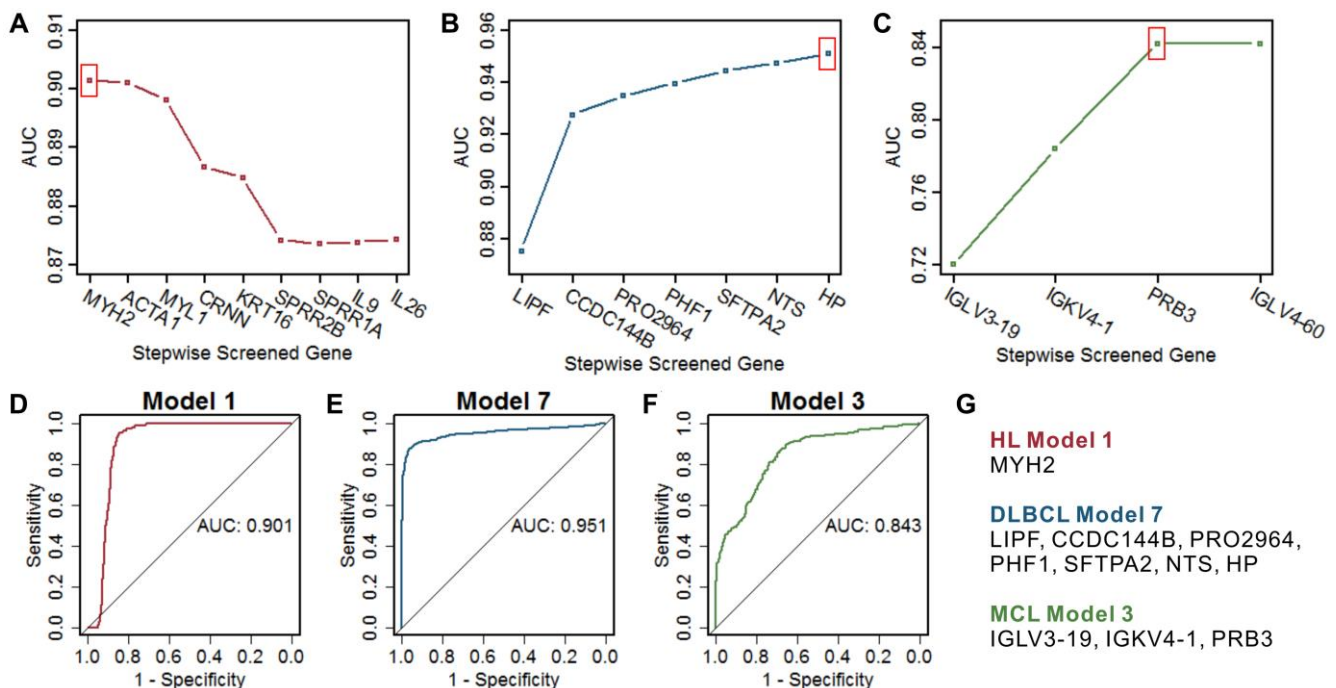 A
AUC
0.91
0.90
0.89
0.88
0.87
MYH2
ACTA1
MYL1
CRNN
KRT16
SPRR2B
SPRR1A
IL9
IL26
Stepwise Screened Gene
B
AUC
0.96
0.94
0.92
0.90
0.88
LIPF
CCDC144B
PRO2964
PHF1
SFTPA2
NTS
HP
Stepwise Screened Gene
C
AUC
0.84
0.80
0.76
0.72
IGLV3-19
IGKV4-1
PRB3
IGLV4-60
Stepwise Screened Gene
D
Model 1
Sensitivity
1.0
0.8
0.6
0.4
0.2
0.0
AUC: 0.901
1.0 0.8 0.6 0.4 0.2 0.0
1 - Specificity
E
Model 7
Sensitivity
1.0
0.8
0.6
0.4
0.2
0.0
AUC: 0.951
1.0 0.8 0.6 0.4 0.2 0.0
1 - Specificity
F
Model 3
Sensitivity
1.0
0.8
0.6
0.4
0.2
0.0
AUC: 0.843
1.0 0.8 0.6 0.4 0.2 0.0
1 - Specificity
G
HL Model 1
MYH2
DLBCL Model 7
LIPF, CCDC144B, PRO2964,
PHF1, SFTPA2, NTS, HP
MCL Model 3
IGLV3-19, IGKV4-1, PRB3